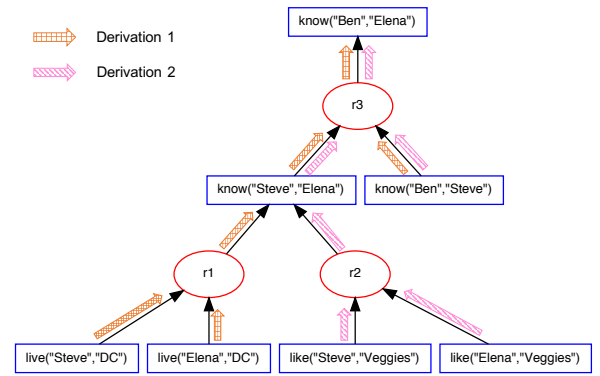 know("Ben","Elena")
Derivation 1
Derivation 2
r3
know("Steve","Elena")
know("Ben","Steve")
r1
r2
live("Steve","DC")
live("Elena","DC")
like("Steve","Veggies")
like("Elena","Veggies")